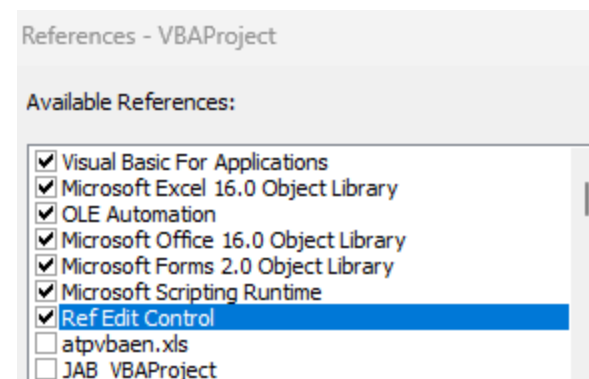 References - VBAProject
Available References:
Visual Basic For Applications
Microsoft Excel 16.0 Object Library
OLE Automation
Microsoft Office 16.0 Object Library
Microsoft Forms 2.0 Object Library
Microsoft Scripting Runtime
Ref Edit Control
atpvbaen.xls
JAB_VBAProject